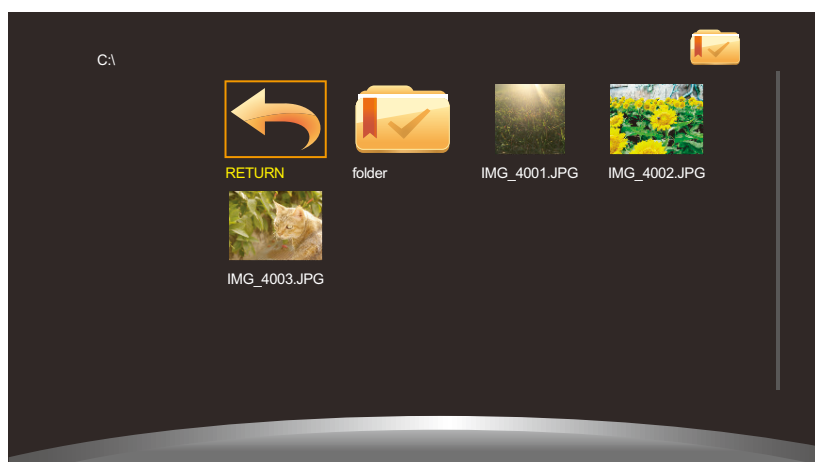 C:\
RETURN
folder
IMG_4001.JPG
IMG_4002.JPG
IMG_4003.JPG